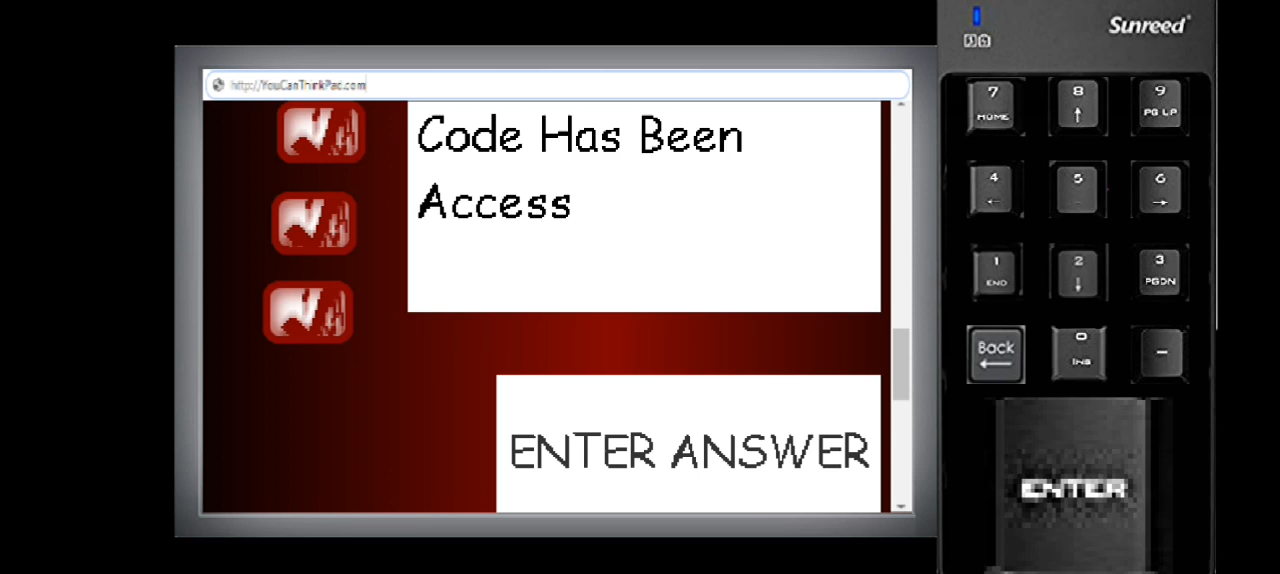 Sunreed®
http://YouCanThinkPad.com
Code Has Been
Access
ENTER ANSWER
7 8 9
HOME ↑ PG UP
4 5 6
← →
1 2 3
END ↓ PGDN
Back 0 -
← INS
ENTER